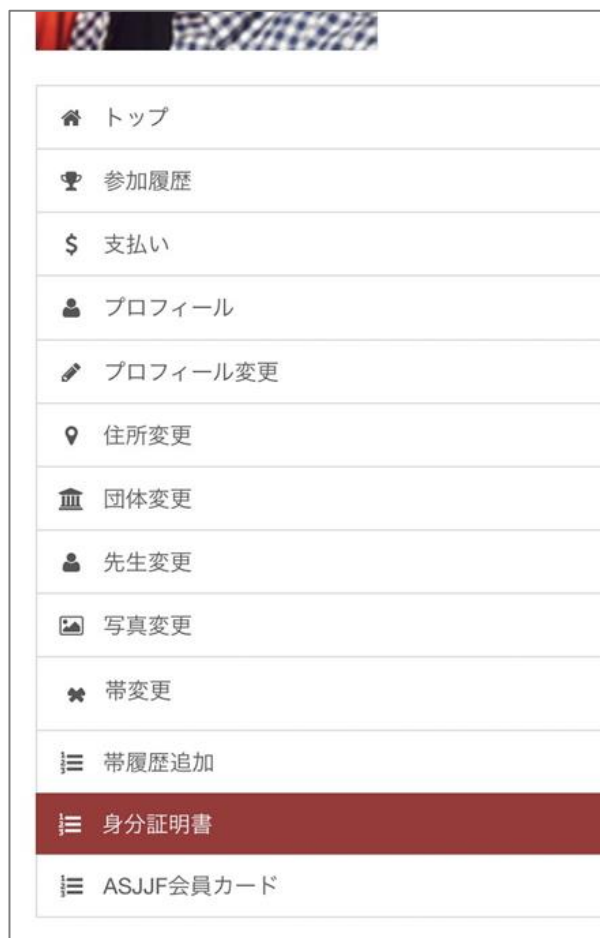 トップ
参加履歴
支払い
プロフィール
プロフィール変更
住所変更
団体変更
先生変更
写真変更
帯変更
帯履歴追加
身分証明書
ASJJF会員カード